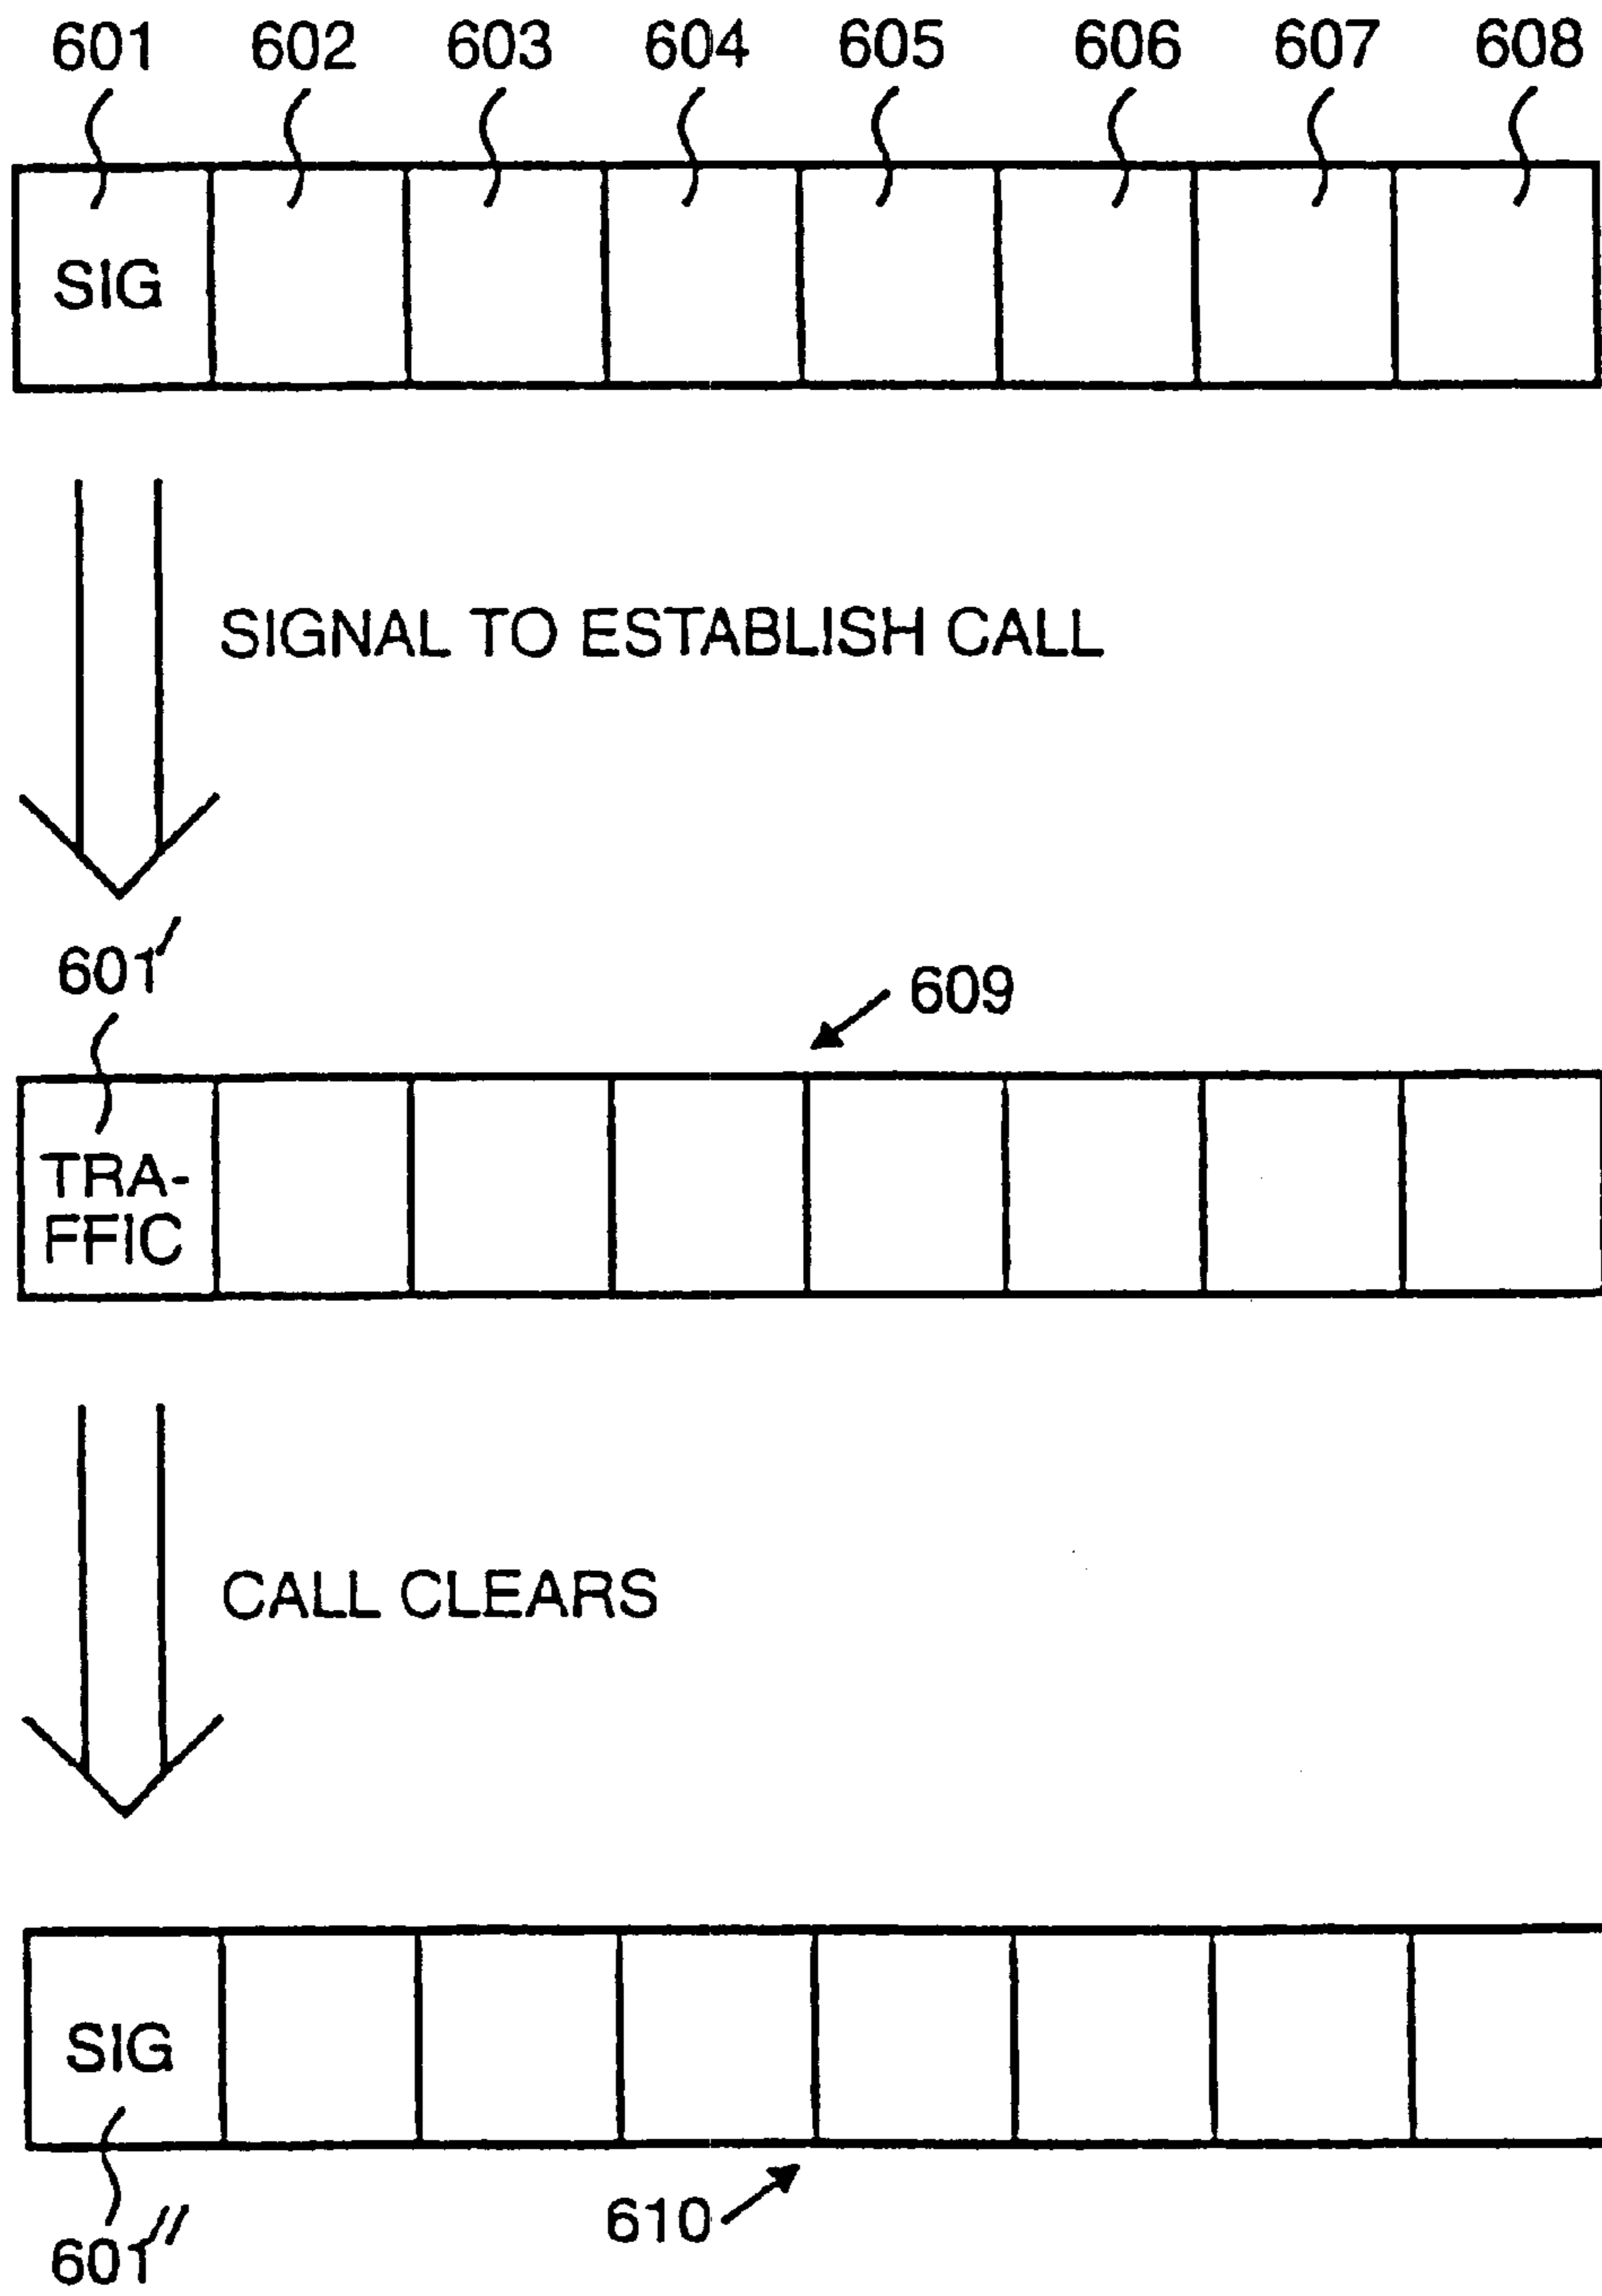 601 602 603 604 605 606 607 608
SIG
SIGNAL TO ESTABLISH CALL
601′
609
TRA-
FFIC
CALL CLEARS
SIG
610
601″